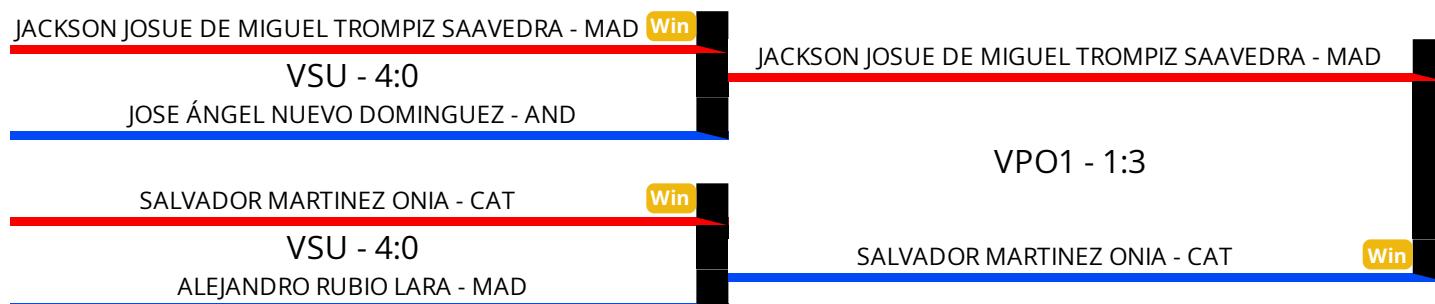 JACKSON JOSUE DE MIGUEL TROMPIZ SAAVEDRA - MAD Win
VSU - 4:0
JOSE ÁNGEL NUEVO DOMINGUEZ - AND
SALVADOR MARTINEZ ONIA - CAT Win
VSU - 4:0
ALEJANDRO RUBIO LARA - MAD
JACKSON JOSUE DE MIGUEL TROMPIZ SAAVEDRA - MAD
VPO1 - 1:3
SALVADOR MARTINEZ ONIA - CAT Win